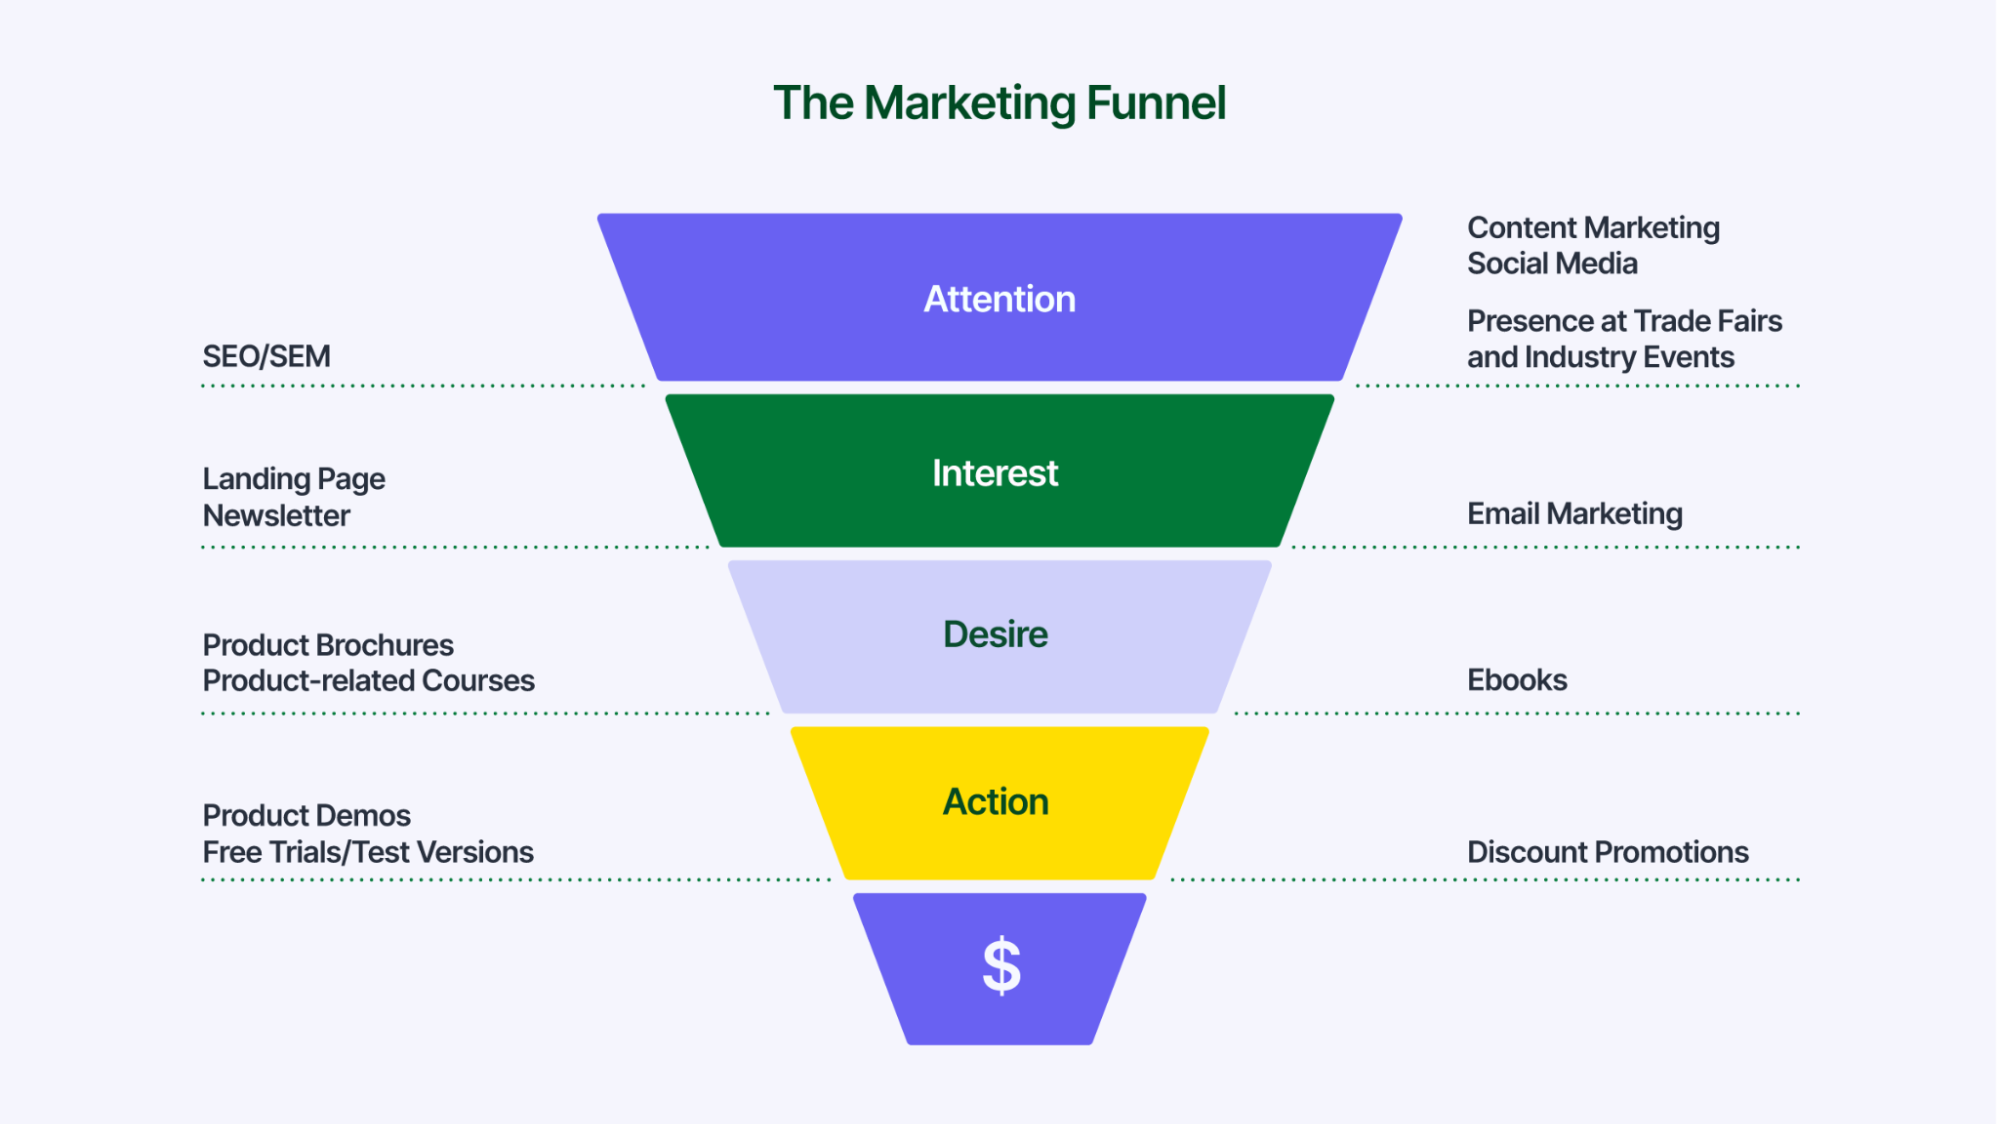 The Marketing Funnel
Attention
Content Marketing
Social Media
Presence at Trade Fairs
and Industry Events
SEO/SEM
Interest
Landing Page
Newsletter
Email Marketing
Desire
Product Brochures
Product-related Courses
Ebooks
Action
Product Demos
Free Trials/Test Versions
Discount Promotions
$